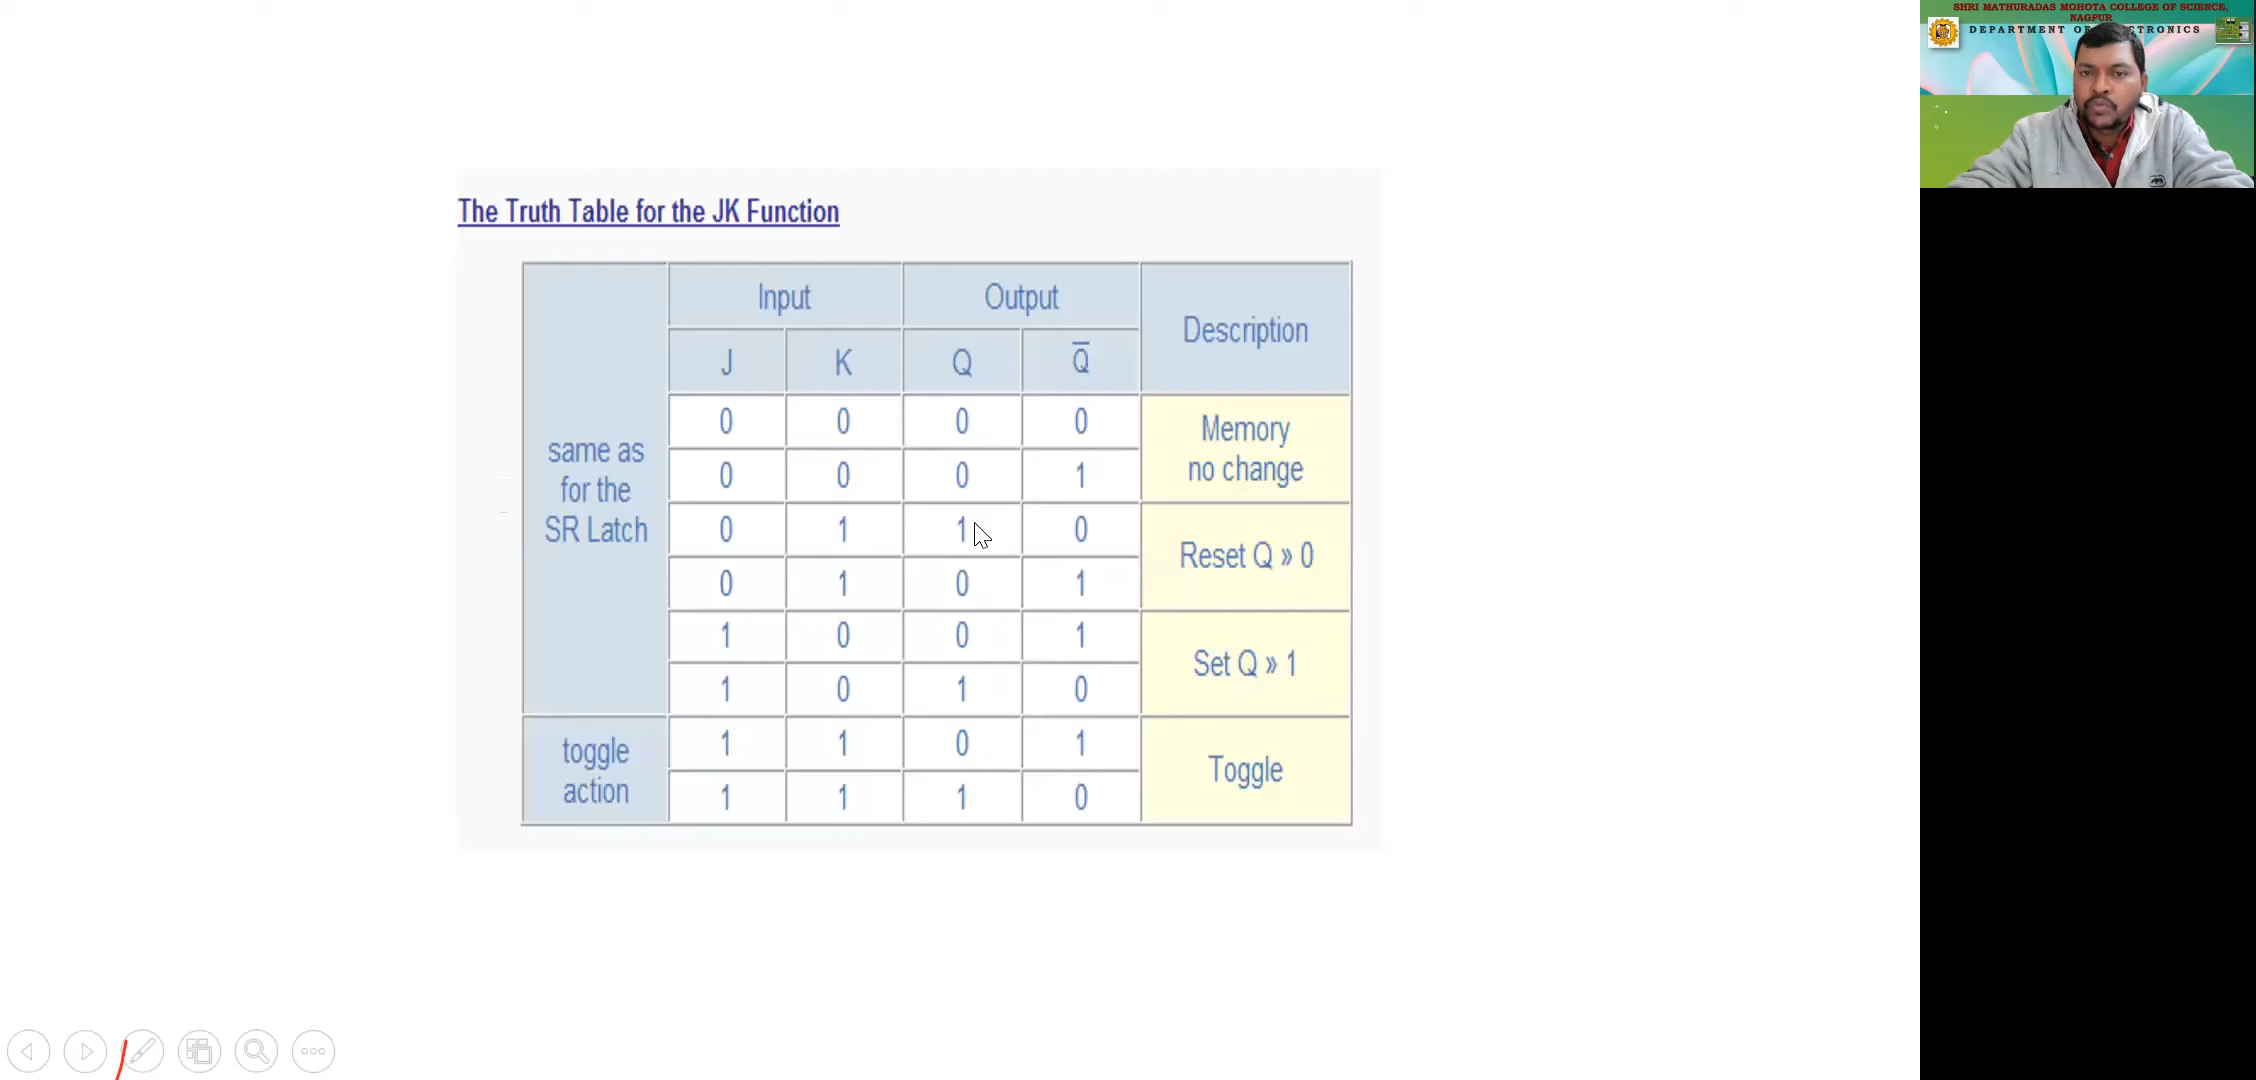 SHRI MATHURADAS MOHOTA COLLEGE OF SCIENCE,
NAGPUR
The Truth Table for the JK Function
Input Output Description
J K Q Q̅
same as
for the
SR Latch
0 0 0 0
0 0 0 1
Memory
no change
0 1 1 0
0 1 0 1
Reset Q » 0
1 0 0 1
1 0 1 0
Set Q » 1
toggle
action
1 1 0 1
1 1 1 0
Toggle
DEPARTMENT